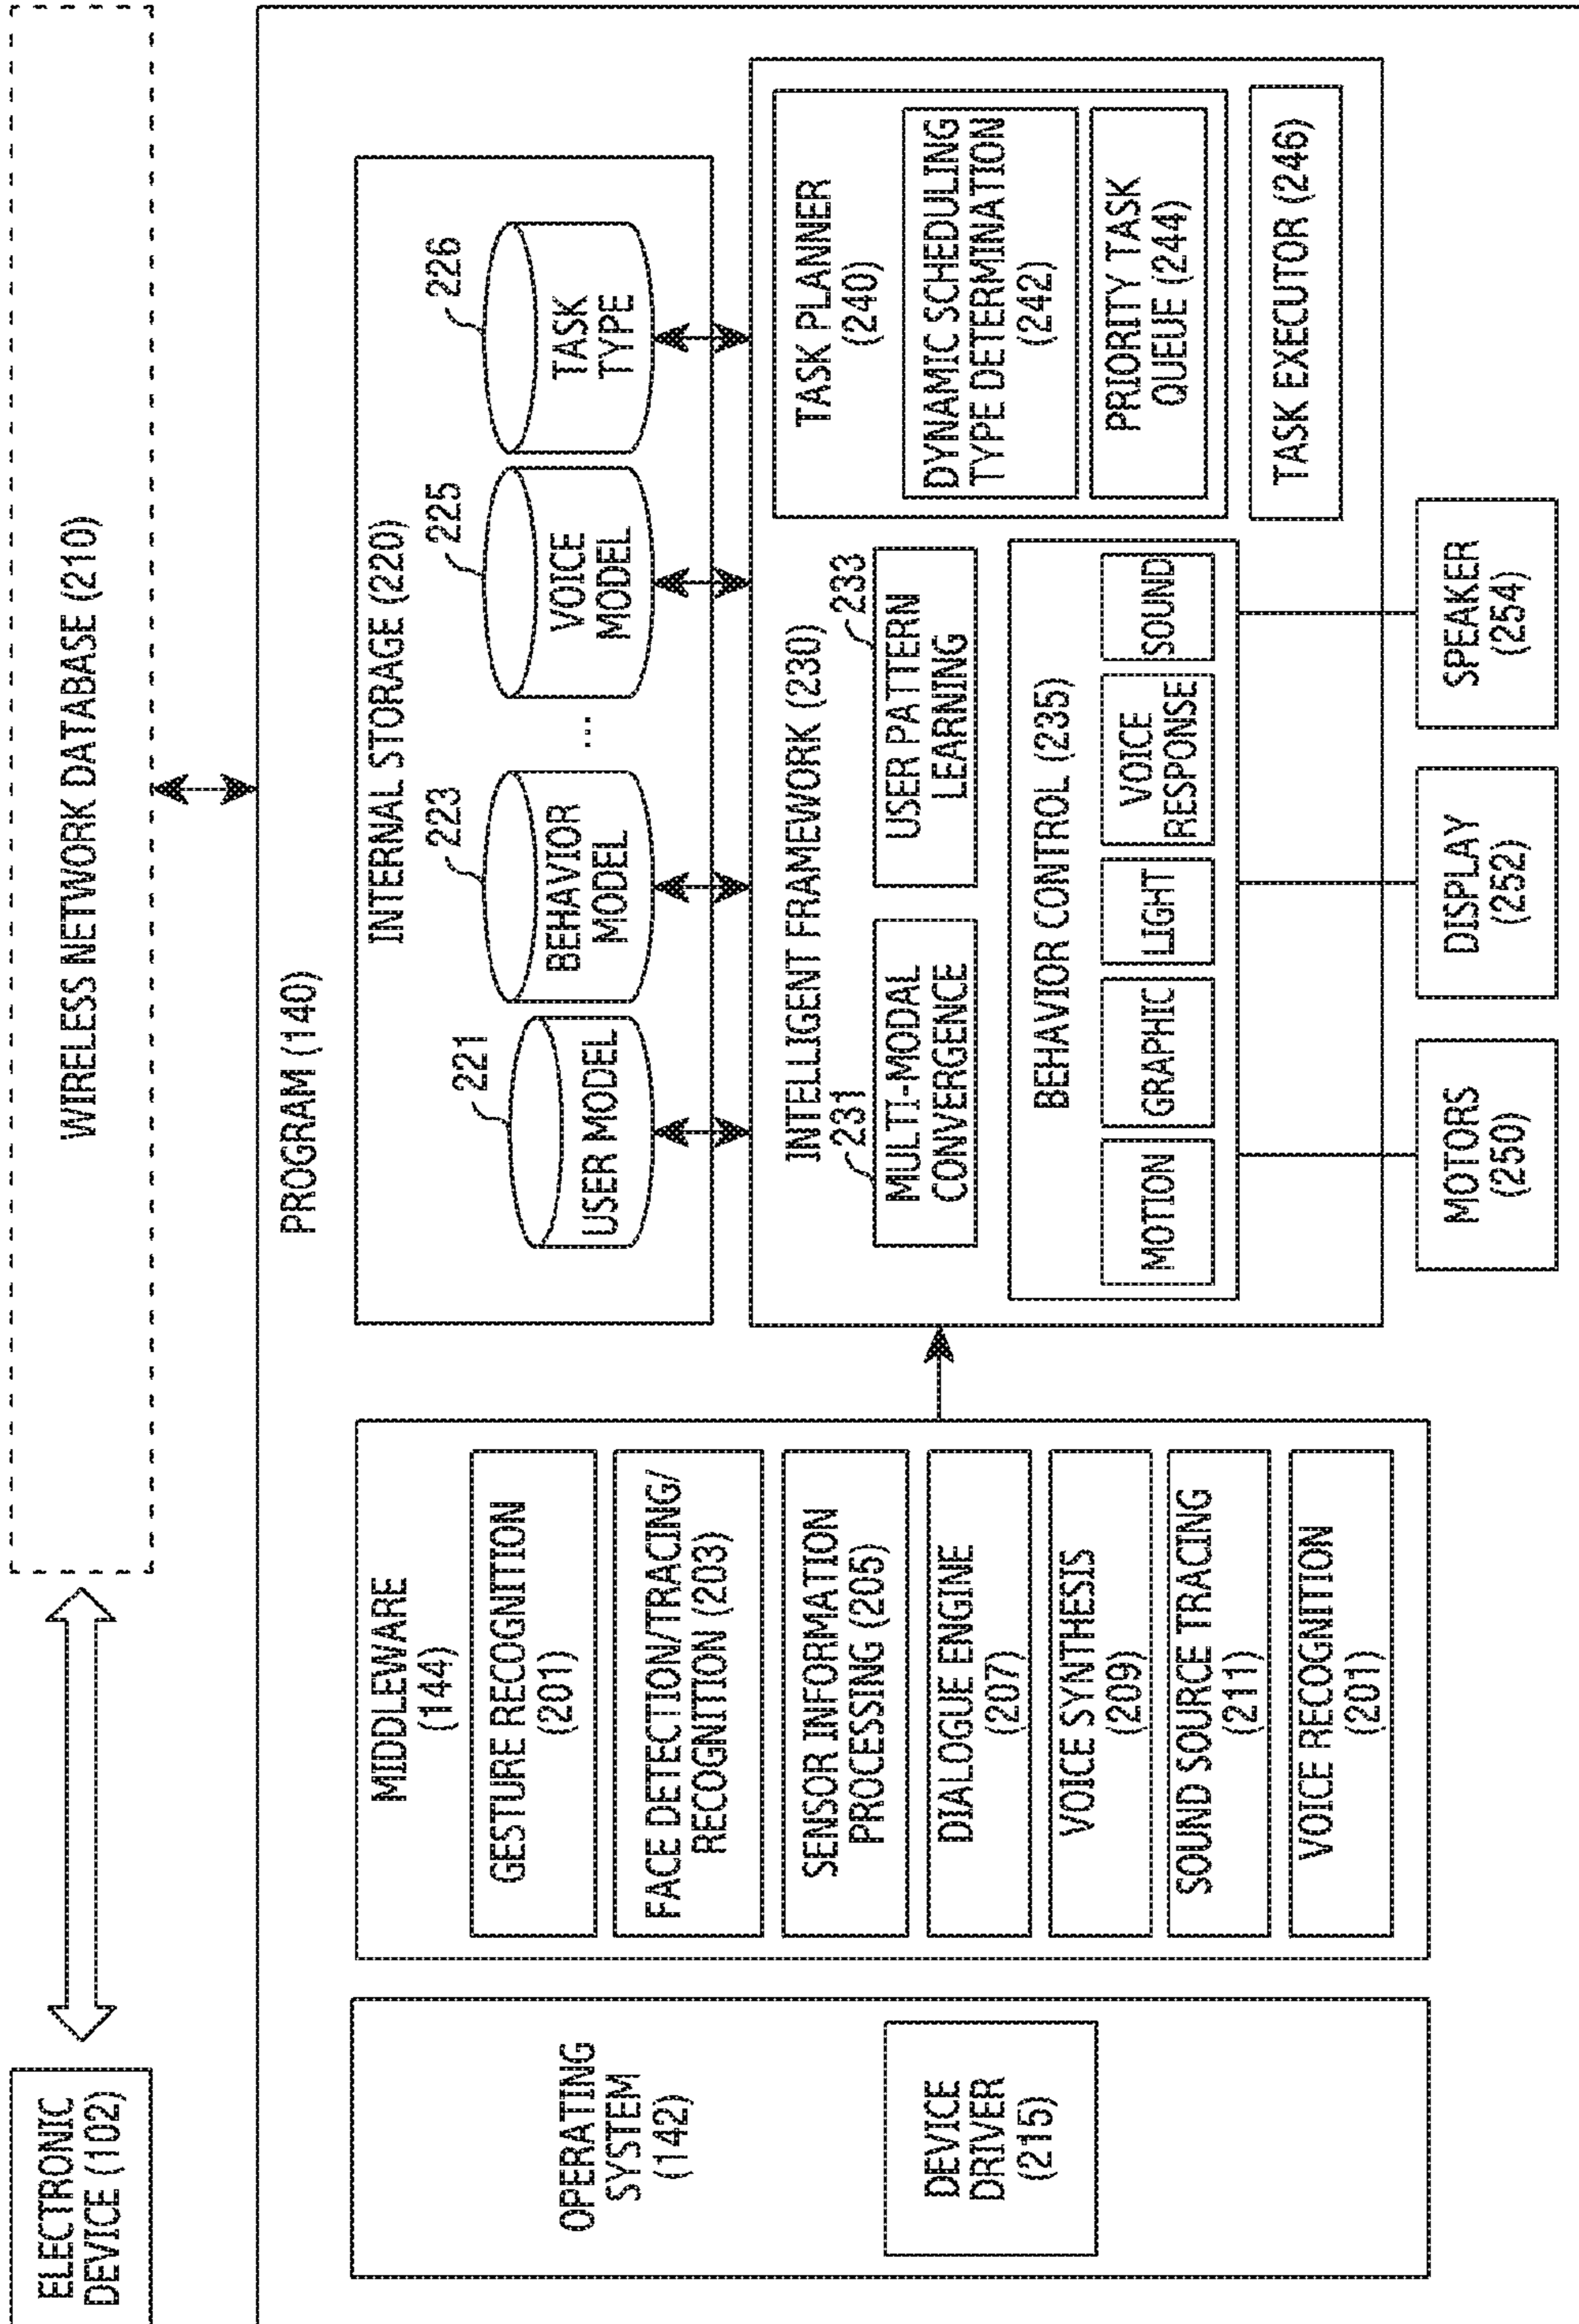 ELECTRONIC
DEVICE (102)
WIRELESS NETWORK DATABASE (210)
PROGRAM (140)
OPERATING
SYSTEM
(142)
DEVICE
DRIVER
(215)
MIDDLEWARE
(144)
GESTURE RECOGNITION
(201)
FACE DETECTION/TRACING/
RECOGNITION (203)
SENSOR INFORMATION
PROCESSING (205)
DIALOGUE ENGINE
(207)
VOICE SYNTHESIS
(209)
SOUND SOURCE TRACING
(211)
VOICE RECOGNITION
(201)
INTERNAL STORAGE (220)
221
USER MODEL
223
BEHAVIOR
MODEL
...
225
VOICE
MODEL
226
TASK
TYPE
INTELLIGENT FRAMEWORK (230)
231
MULTI-MODAL
CONVERGENCE
233
USER PATTERN
LEARNING
BEHAVIOR CONTROL (235)
MOTION
GRAPHIC
LIGHT
VOICE
RESPONSE
SOUND
TASK PLANNER
(240)
DYNAMIC SCHEDULING
TYPE DETERMINATION
(242)
PRIORITY TASK
QUEUE (244)
TASK EXECUTOR (246)
MOTORS
(250)
DISPLAY
(252)
SPEAKER
(254)